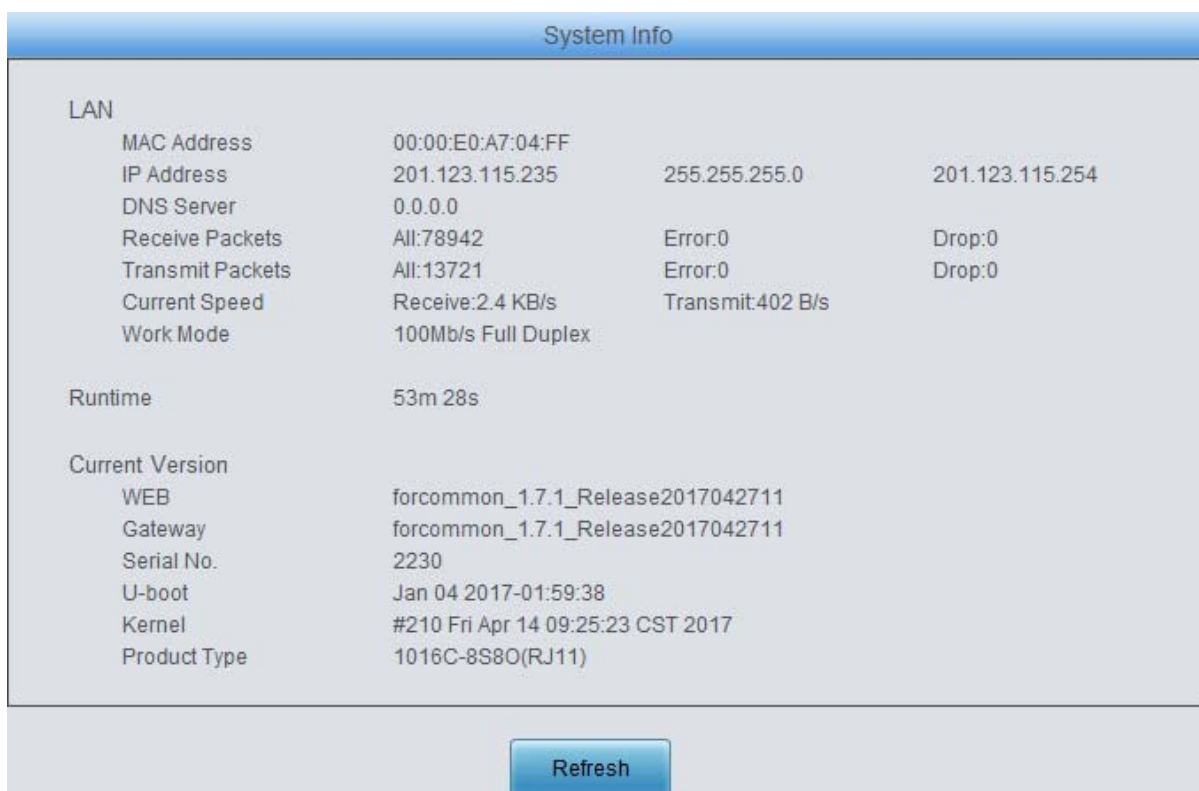 System Info
LAN
MAC Address 00:00:E0:A7:04:FF
IP Address 201.123.115.235 255.255.255.0 201.123.115.254
DNS Server 0.0.0.0
Receive Packets All:78942 Error:0 Drop:0
Transmit Packets All:13721 Error:0 Drop:0
Current Speed Receive:2.4 KB/s Transmit:402 B/s
Work Mode 100Mb/s Full Duplex
Runtime 53m 28s
Current Version
WEB forcommon_1.7.1_Release2017042711
Gateway forcommon_1.7.1_Release2017042711
Serial No. 2230
U-boot Jan 04 2017-01:59:38
Kernel #210 Fri Apr 14 09:25:23 CST 2017
Product Type 1016C-8S8O(RJ11)
Refresh